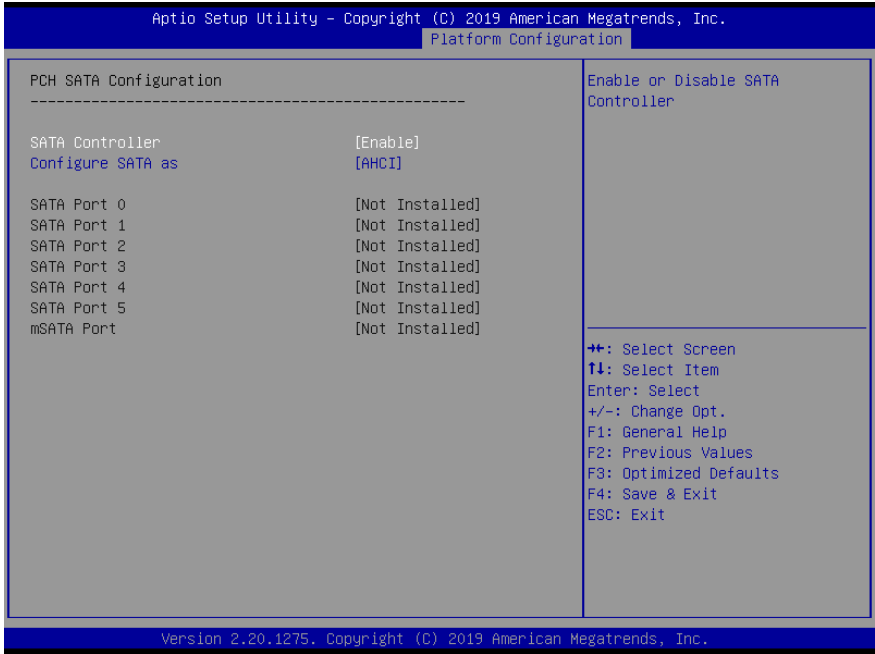 Aptio Setup Utility – Copyright (C) 2019 American Megatrends, Inc.
Platform Configuration
PCH SATA Configuration
--------------------------------------------------
SATA Controller [Enable]
Configure SATA as [AHCI]
SATA Port 0 [Not Installed]
SATA Port 1 [Not Installed]
SATA Port 2 [Not Installed]
SATA Port 3 [Not Installed]
SATA Port 4 [Not Installed]
SATA Port 5 [Not Installed]
mSATA Port [Not Installed]
Enable or Disable SATA
Controller
→←: Select Screen
↑↓: Select Item
Enter: Select
+/-: Change Opt.
F1: General Help
F2: Previous Values
F3: Optimized Defaults
F4: Save & Exit
ESC: Exit
Version 2.20.1275. Copyright (C) 2019 American Megatrends, Inc.